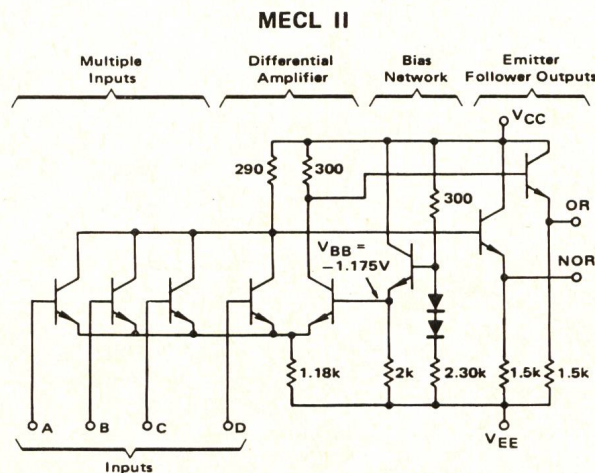 MECL II
Multiple
Inputs
Differential
Amplifier
Bias
Network
Emitter
Follower Outputs
VCC
290
300
300
OR
VBB =
−1.175V
NOR
1.18k
2k
2.30k
1.5k
1.5k
A
B
C
D
VEE
Inputs